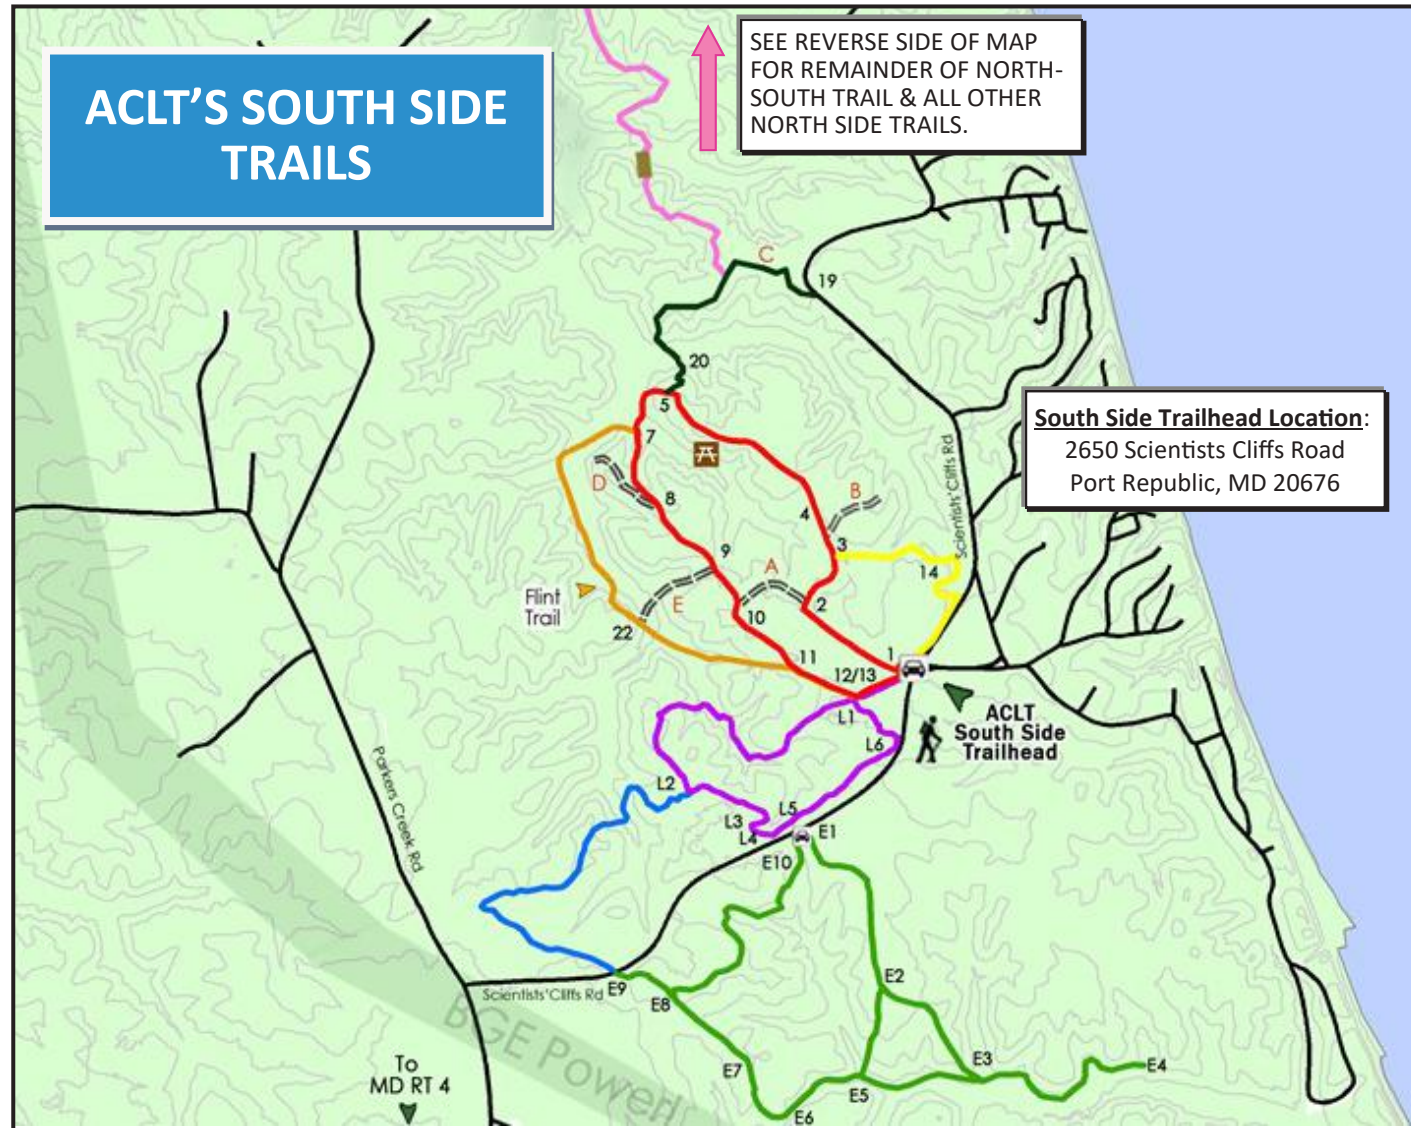 ACLT'S SOUTH SIDE
TRAILS
SEE REVERSE SIDE OF MAP
FOR REMAINDER OF NORTH-
SOUTH TRAIL & ALL OTHER
NORTH SIDE TRAILS.
C
19
20
5
7
South Side Trailhead Location:
2650 Scientists Cliffs Road
Port Republic, MD 20676
Scientists'Cliffs Rd
D
8
B
4
3
9
A
14
Flint
Trail
E
10
2
22
11
1
12/13
L1
ACLT
South Side
Trailhead
L6
Parkers Creek Rd
L2
L3
L5
L4
E1
E10
E2
Scientists'Cliffs Rd
E9
E8
BGE Powerl
E3
E4
E7
E5
E6
To
MD RT 4